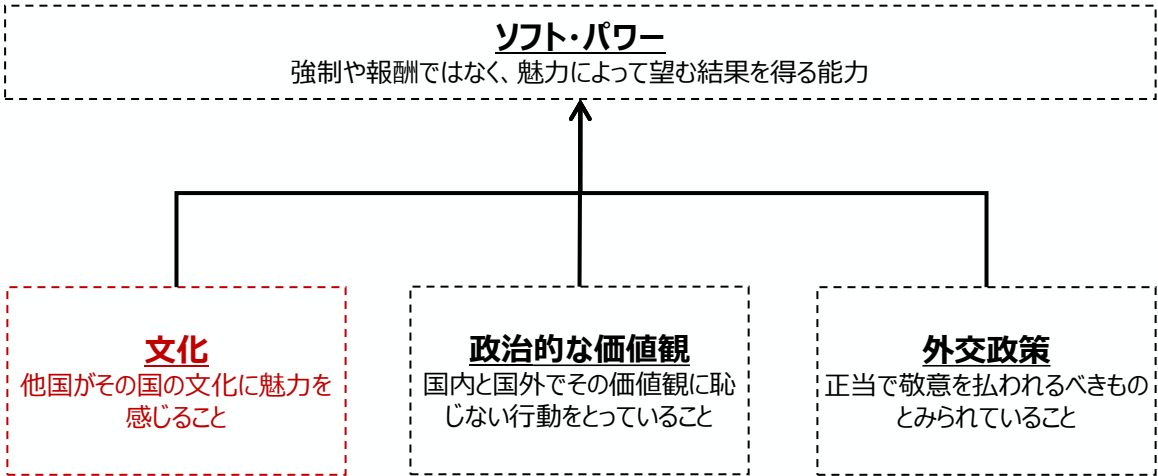 ソフト・パワー
強制や報酬ではなく、魅力によって望む結果を得る能力
文化
他国がその国の文化に魅力を
感じること
政治的な価値観
国内と国外でその価値観に恥
じない行動をとっていること
外交政策
正当で敬意を払われるべきもの
とみられていること